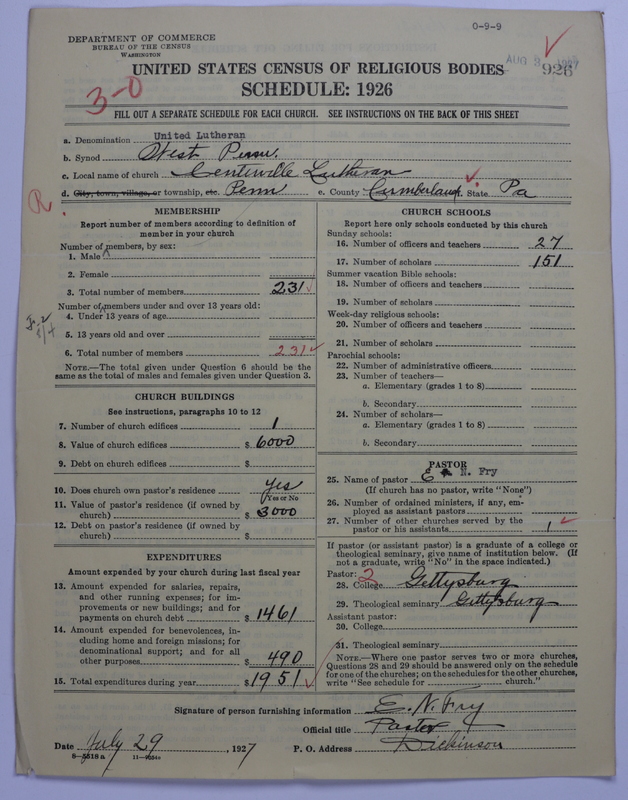 0-9-9
DEPARTMENT OF COMMERCE
BUREAU OF THE CENSUS
WASHINGTON
AUG 3 1927
926
UNITED STATES CENSUS OF RELIGIOUS BODIES
SCHEDULE: 1926
3-0
FILL OUT A SEPARATE SCHEDULE FOR EACH CHURCH. SEE INSTRUCTIONS ON THE BACK OF THIS SHEET
a. Denomination United Lutheran
b. Synod West Penn.
c. Local name of church Centerville Lutheran
d. City, town, village, or township, etc. Penn e. County Cumberland. State Pa
R.
MEMBERSHIP
Report number of members according to definition of
member in your church
Number of members, by sex:
1. Male
2. Female
3. Total number of members 231
Number of members under and over 13 years old:
4. Under 13 years of age
5. 13 years old and over
6. Total number of members 231
NOTE.—The total given under Question 6 should be the
same as the total of males and females given under Question 3.
CHURCH BUILDINGS
See instructions, paragraphs 10 to 12
7. Number of church edifices 1
8. Value of church edifices $ 6000
9. Debt on church edifices $
10. Does church own pastor's residence Yes
(Yes or No
11. Value of pastor's residence (if owned by
church) $ 3000
12. Debt on pastor's residence (if owned by
church) $
EXPENDITURES
Amount expended by your church during last fiscal year
13. Amount expended for salaries, repairs,
and other running expenses; for im-
provements or new buildings; and for
payments on church debt $ 1461
14. Amount expended for benevolences, in-
cluding home and foreign missions; for
denominational support; and for all
other purposes $ 490
15. Total expenditures during year $ 1951
CHURCH SCHOOLS
Report here only schools conducted by this church
Sunday schools:
16. Number of officers and teachers 27
17. Number of scholars 151
Summer vacation Bible schools:
18. Number of officers and teachers
19. Number of scholars
Week-day religious schools:
20. Number of officers and teachers
21. Number of scholars
Parochial schools:
22. Number of administrative officers
23. Number of teachers—
a. Elementary (grades 1 to 8)
b. Secondary
24. Number of scholars—
a. Elementary (grades 1 to 8)
b. Secondary
PASTOR
25. Name of pastor E N. Fry
(If church has no pastor, write "None")
26. Number of ordained ministers, if any, em-
ployed as assistant pastors
27. Number of other churches served by the
pastor or his assistants 1
If pastor (or assistant pastor) is a graduate of a college or
theological seminary, give name of institution below. (If
not a graduate, write "No" in the space indicated.)
Pastor: 2
28. College Gettysburg
29. Theological seminary Gettysburg
Assistant pastor:
30. College
31. Theological seminary
NOTE.—Where one pastor serves two or more churches,
Questions 28 and 29 should be answered only on the schedule
for one of the churches; on the schedules for the other churches,
write "See schedule for church."
Signature of person furnishing information E. N. Fry
Official title Pastor
Date July 29, 1927 P. O. Address Dickinson